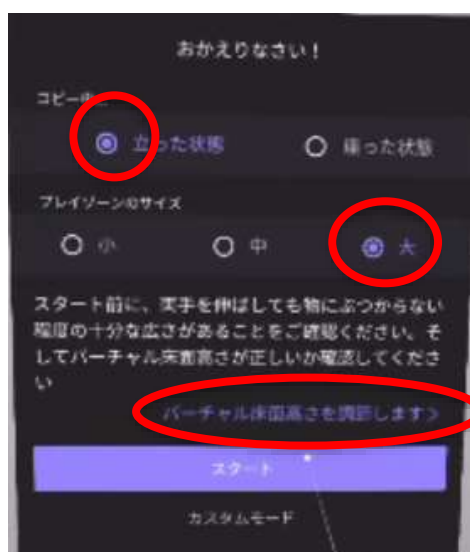 おかえりなさい！
コピー
立った状態 座った状態
プレイゾーンのサイズ
小 中 大
スタート前に、両手を伸ばしても物にぶつからない
程度の十分な広さがあることをご確認ください。そ
してバーチャル床面高さが正しいか確認してくださ
い
バーチャル床面高さを調節します>
スタート
カスタムモード